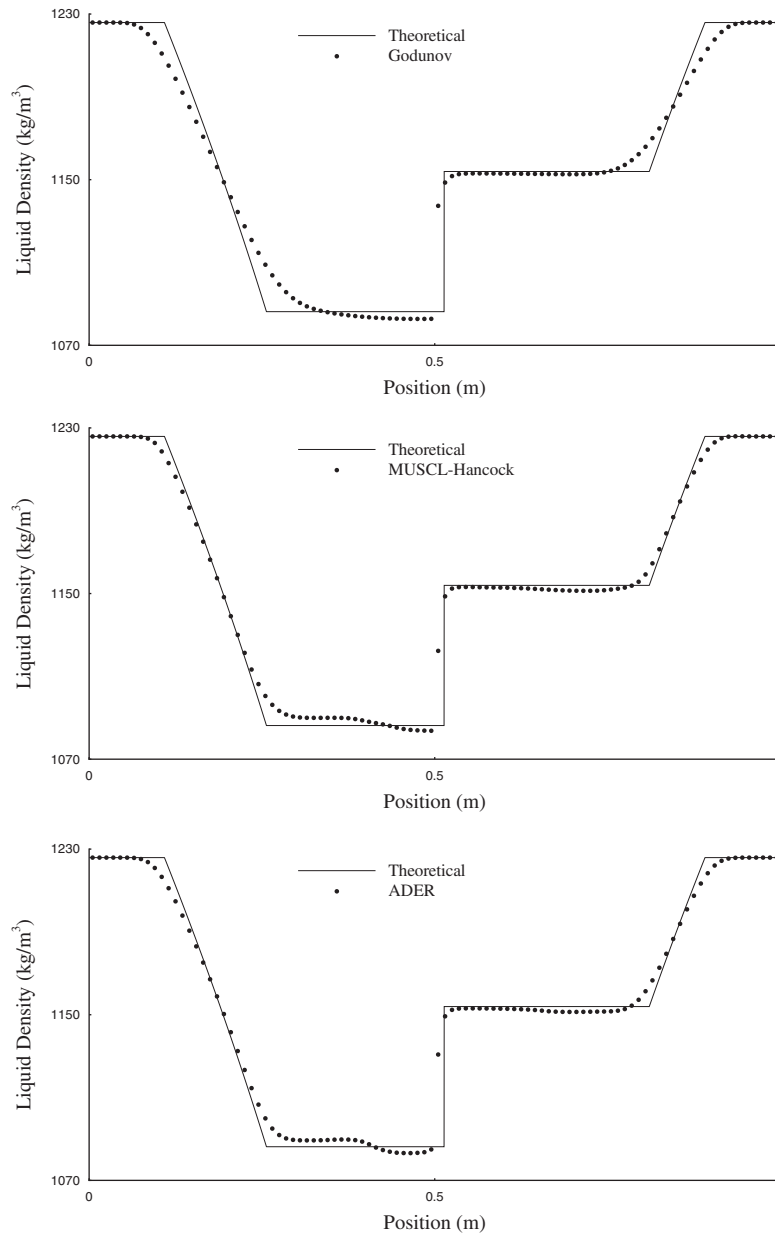 1230
Theoretical
Godunov
1150
Liquid Density (kg/m³)
1070
0
0.5
Position (m)
1230
Theoretical
MUSCL-Hancock
1150
Liquid Density (kg/m³)
1070
0
0.5
Position (m)
1230
Theoretical
ADER
1150
Liquid Density (kg/m³)
1070
0
0.5
Position (m)